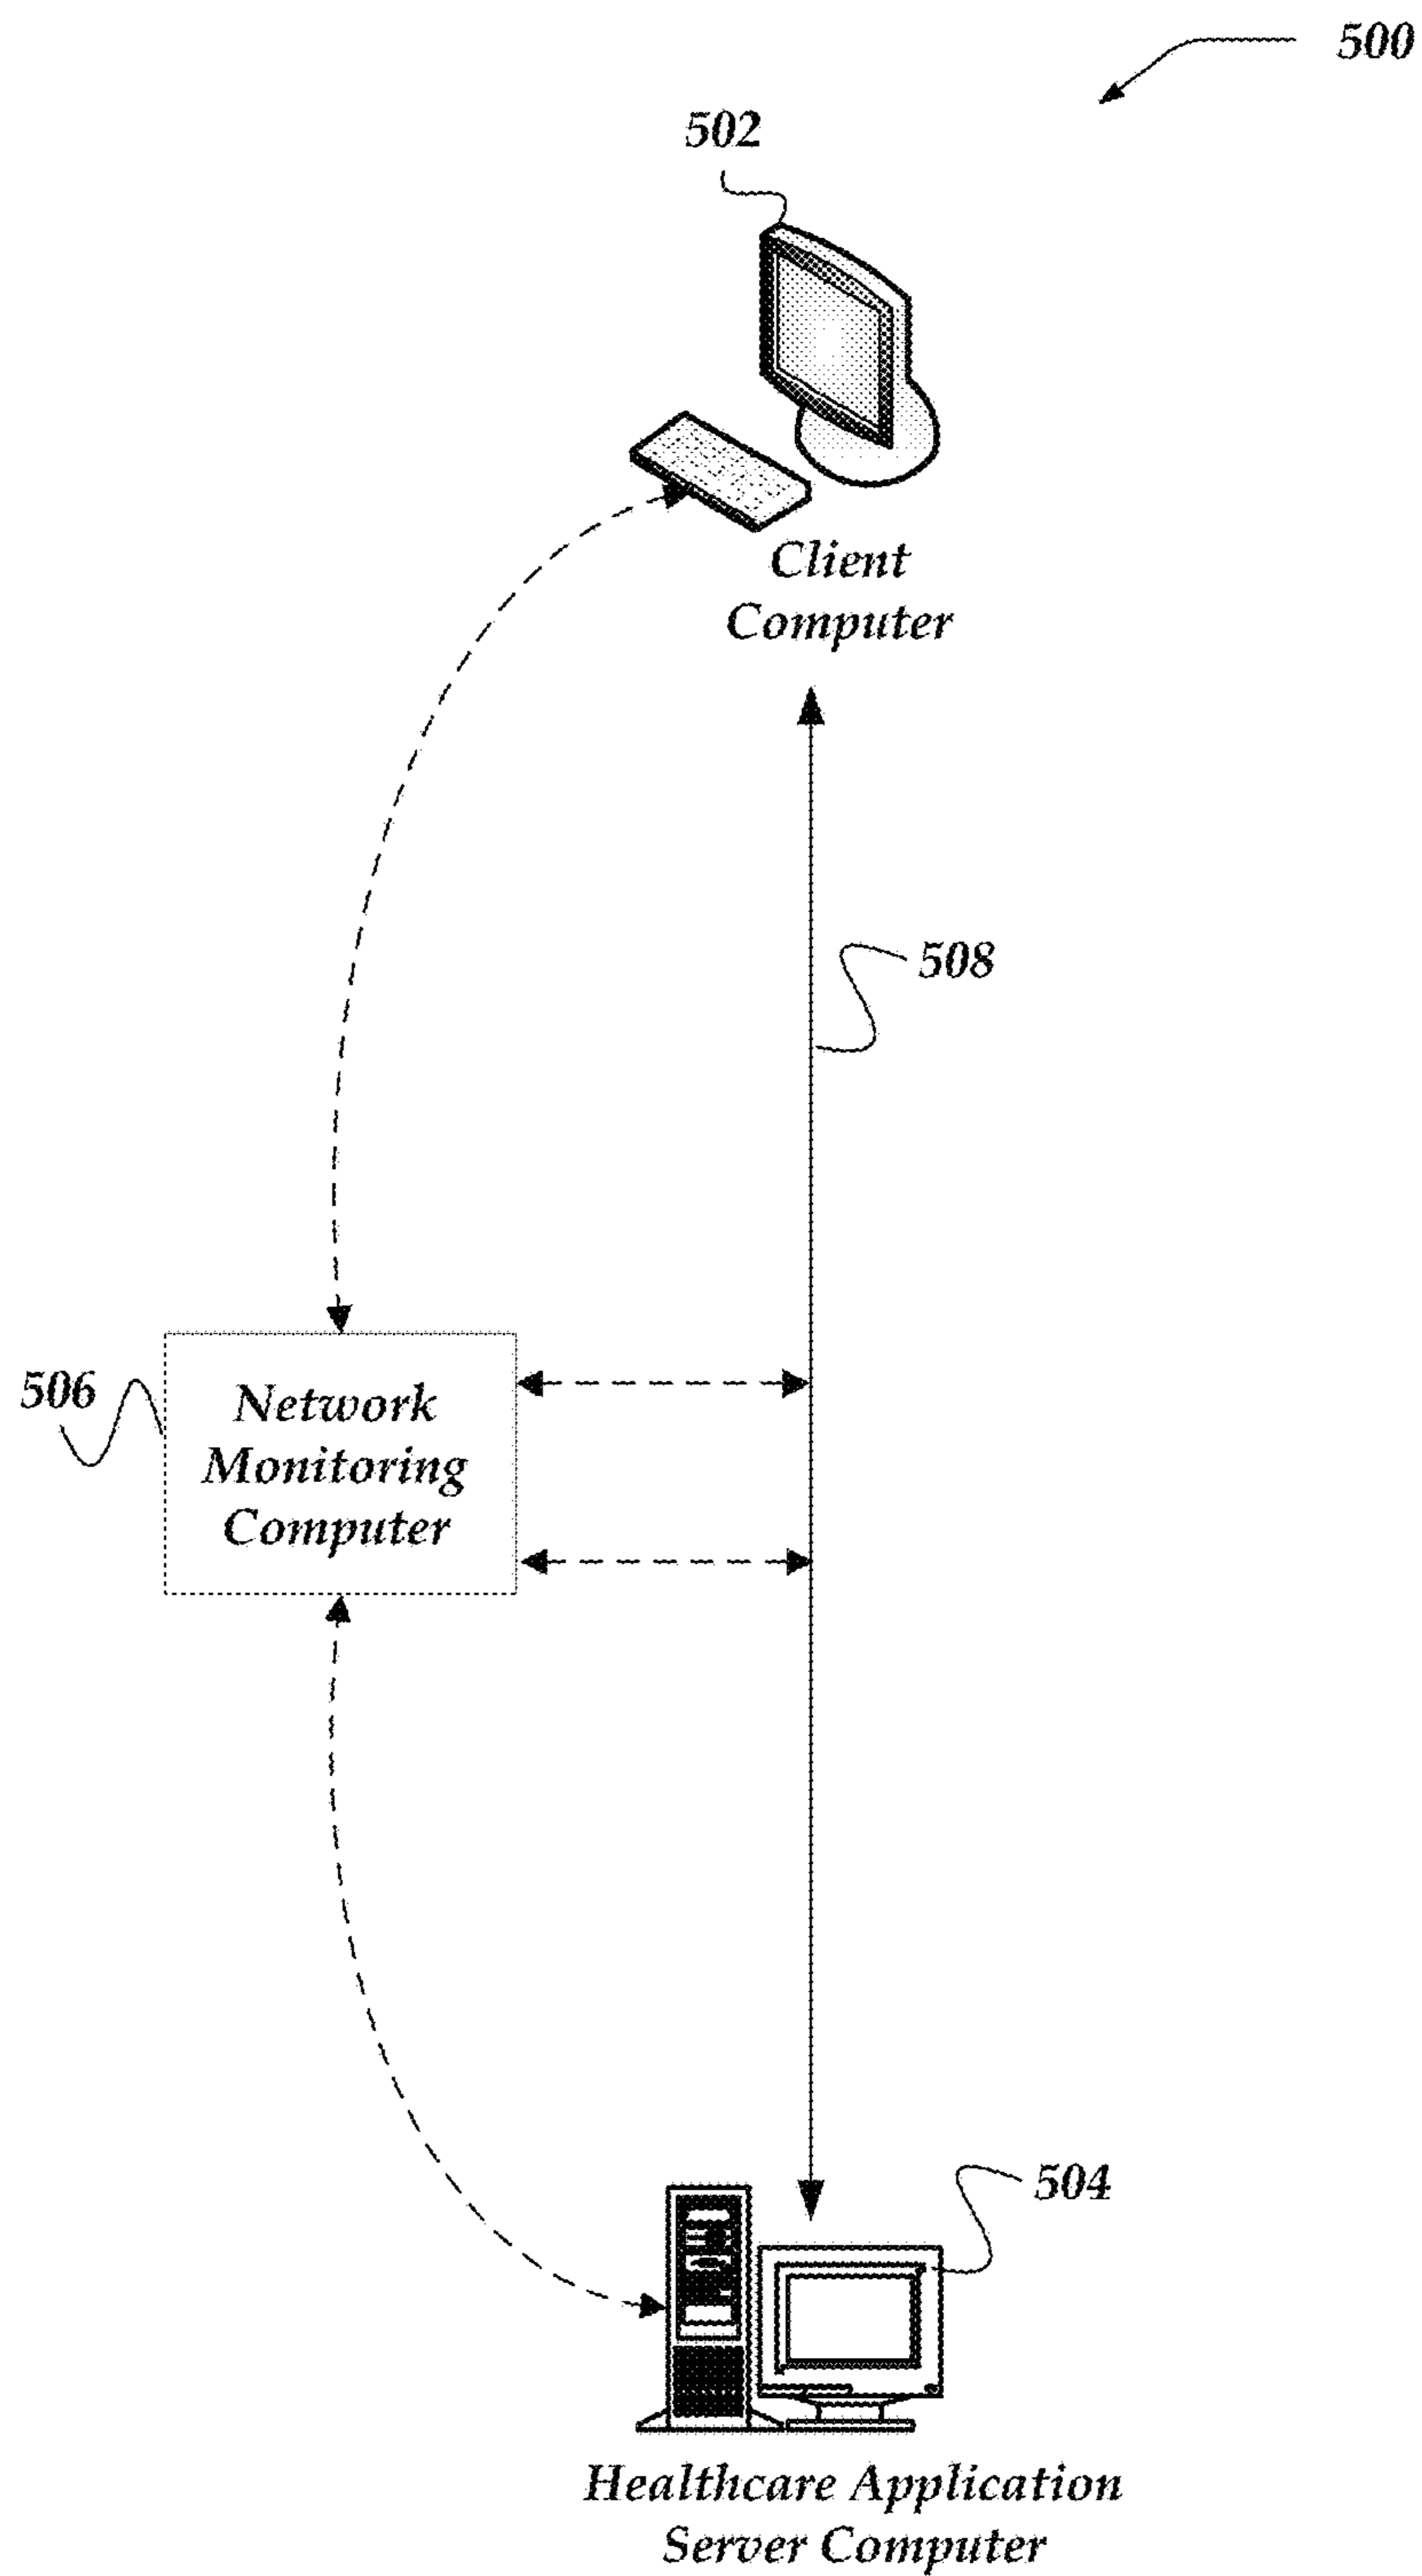 500
502
Client
Computer
508
506
Network
Monitoring
Computer
504
Healthcare Application
Server Computer